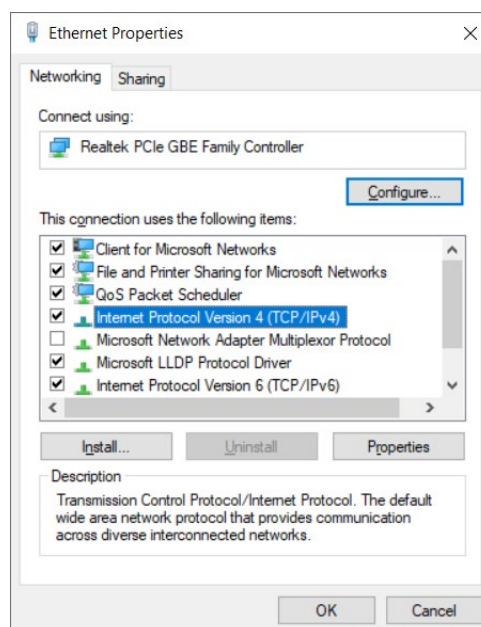 Ethernet Properties
Networking
Sharing
Connect using:
Realtek PCIe GBE Family Controller
Configure...
This connection uses the following items:
Client for Microsoft Networks
File and Printer Sharing for Microsoft Networks
QoS Packet Scheduler
Internet Protocol Version 4 (TCP/IPv4)
Microsoft Network Adapter Multiplexor Protocol
Microsoft LLDP Protocol Driver
Internet Protocol Version 6 (TCP/IPv6)
Install...
Uninstall
Properties
Description
Transmission Control Protocol/Internet Protocol. The default
wide area network protocol that provides communication
across diverse interconnected networks.
OK
Cancel